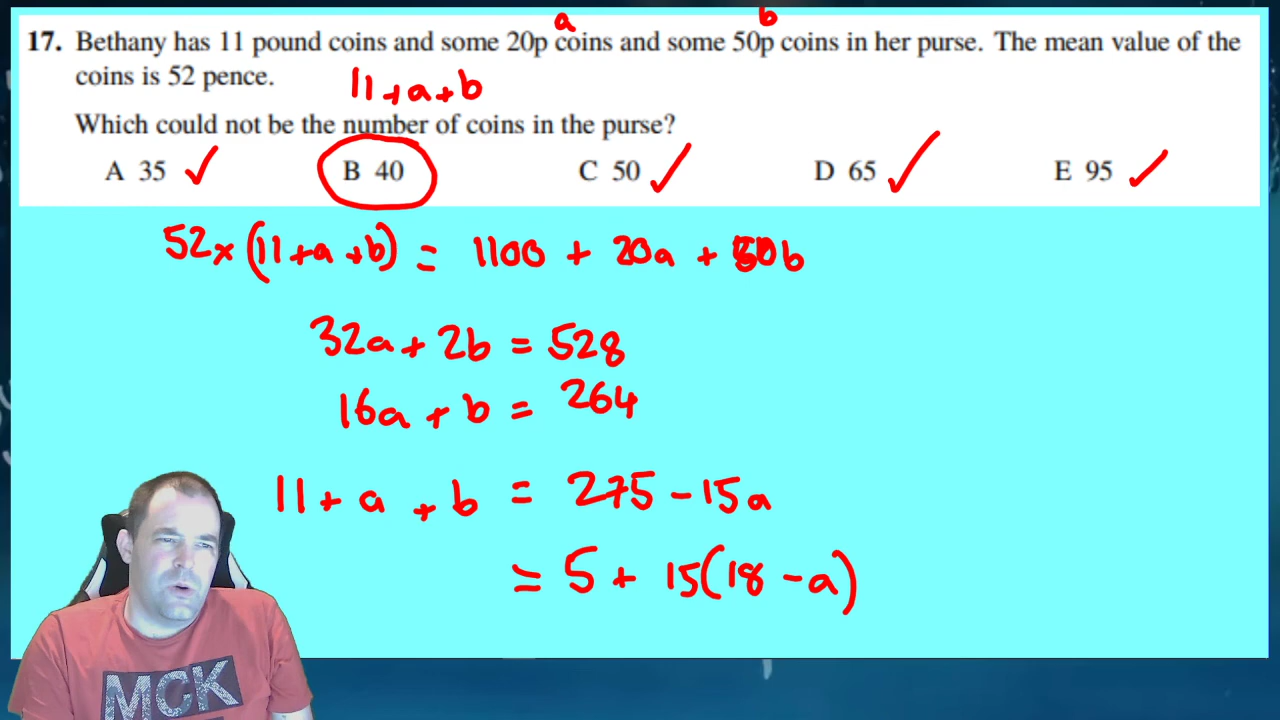 a b
17. Bethany has 11 pound coins and some 20p coins and some 50p coins in her purse. The mean value of the
coins is 52 pence.
11 + a + b
Which could not be the number of coins in the purse?
A 35 ✓ B 40 C 50 ✓ D 65 ✓ E 95 ✓
52 × (11 + a + b) = 1100 + 20a + 50b
32a + 2b = 528
16a + b = 264
11 + a + b = 275 - 15a
= 5 + 15(18 - a)
MCK